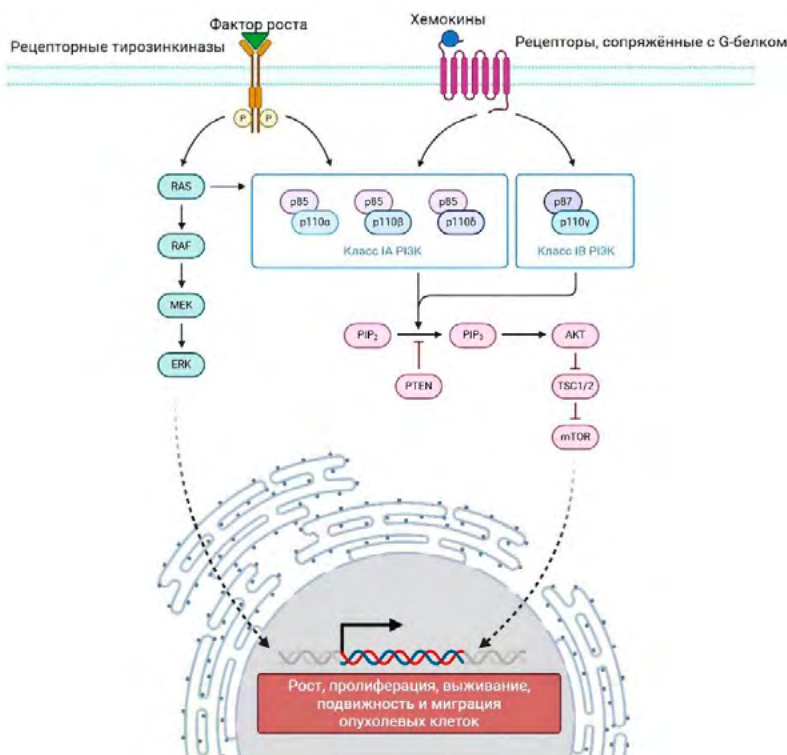 Фактор роста
Хемокины
Рецепторные тирозинкиназы
Рецепторы, сопряжённые с G-белком
P P
RAS
p85
p110α
p85
p110β
p85
p110δ
Класс IA PI3K
p87
p110γ
Класс IB PI3K
RAF
MEK
ERK
PIP₂
PIP₃
AKT
PTEN
TSC1/2
mTOR
Рост, пролиферация, выживание,
подвижность и миграция
опухолевых клеток